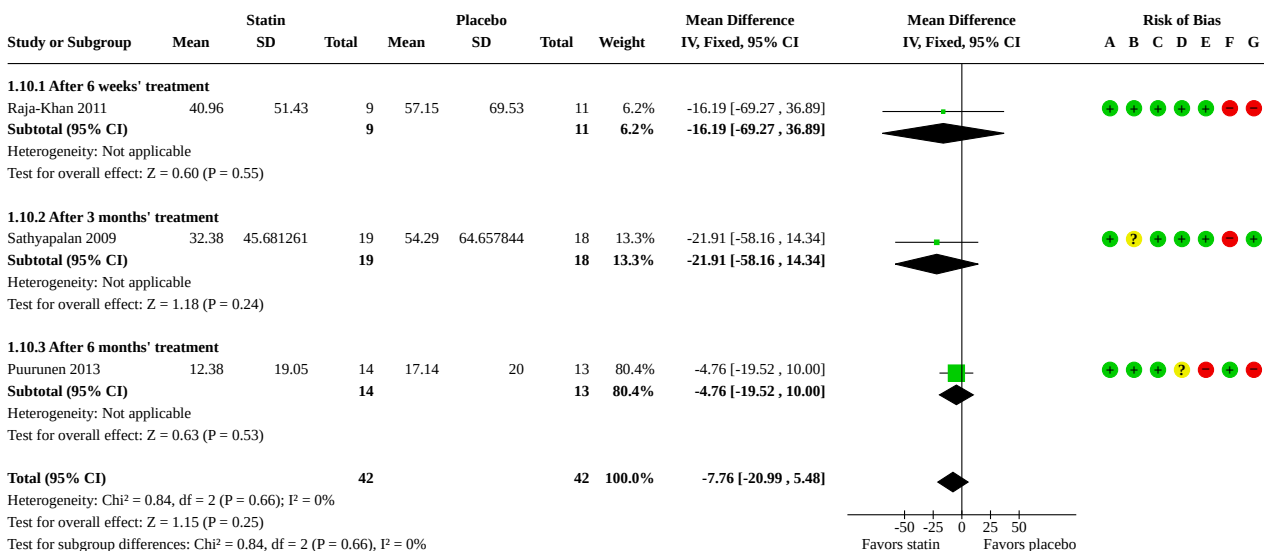 Statin Placebo Mean Difference Mean Difference Risk of Bias
Study or Subgroup Mean SD Total Mean SD Total Weight IV, Fixed, 95% CI IV, Fixed, 95% CI A B C D E F G
1.10.1 After 6 weeks' treatment
Raja-Khan 2011 40.96 51.43 9 57.15 69.53 11 6.2% -16.19 [-69.27 , 36.89] + + + + + − −
Subtotal (95% CI) 9 11 6.2% -16.19 [-69.27 , 36.89]
Heterogeneity: Not applicable
Test for overall effect: Z = 0.60 (P = 0.55)
1.10.2 After 3 months' treatment
Sathyapalan 2009 32.38 45.681261 19 54.29 64.657844 18 13.3% -21.91 [-58.16 , 14.34] + ? + + + − +
Subtotal (95% CI) 19 18 13.3% -21.91 [-58.16 , 14.34]
Heterogeneity: Not applicable
Test for overall effect: Z = 1.18 (P = 0.24)
1.10.3 After 6 months' treatment
Puurunen 2013 12.38 19.05 14 17.14 20 13 80.4% -4.76 [-19.52 , 10.00] + + + ? − + −
Subtotal (95% CI) 14 13 80.4% -4.76 [-19.52 , 10.00]
Heterogeneity: Not applicable
Test for overall effect: Z = 0.63 (P = 0.53)
Total (95% CI) 42 42 100.0% -7.76 [-20.99 , 5.48]
Heterogeneity: Chi² = 0.84, df = 2 (P = 0.66); I² = 0%
Test for overall effect: Z = 1.15 (P = 0.25)
-50 -25 0 25 50
Test for subgroup differences: Chi² = 0.84, df = 2 (P = 0.66), I² = 0% Favors statin Favors placebo